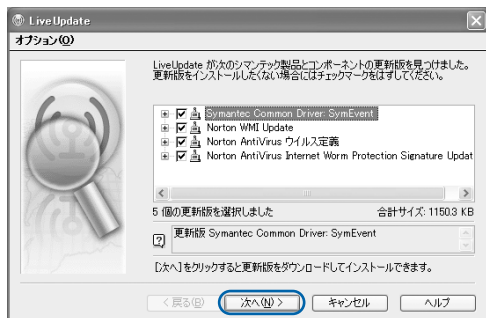 LiveUpdate
オプション(O)
LiveUpdate が次のシマンテック製品とコンポーネントの更新版を見つけました。
更新版をインストールしたくない場合にはチェックマークをはずしてください。
Symantec Common Driver: SymEvent
Norton WMI Update
Norton AntiVirus ウイルス定義
Norton AntiVirus Internet Worm Protection Signature Updat
5 個の更新版を選択しました 合計サイズ: 1150.3 KB
更新版 Symantec Common Driver: SymEvent
[次へ]をクリックすると更新版をダウンロードしてインストールできます。
< 戻る(B) 次へ(N) > キャンセル ヘルプ